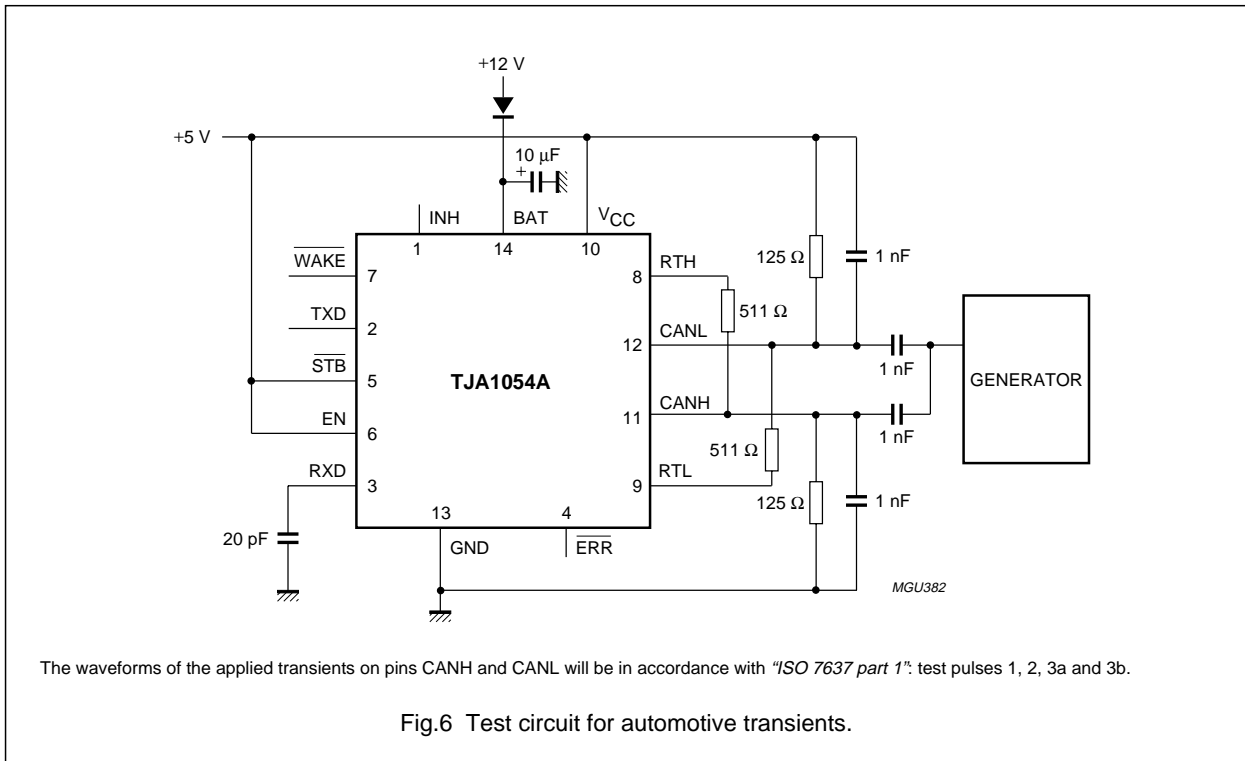 +12 V
+5 V
10 μF
+
INH
BAT
VCC
1
14
10
WAKE
7
TXD
2
STB
5
EN
6
RXD
3
TJA1054A
RTH
8
CANL
12
CANH
11
RTL
9
511 Ω
511 Ω
125 Ω
1 nF
1 nF
1 nF
125 Ω
1 nF
GENERATOR
13
GND
4
ERR
20 pF
MGU382
The waveforms of the applied transients on pins CANH and CANL will be in accordance with “ISO 7637 part 1”: test pulses 1, 2, 3a and 3b.
Fig.6 Test circuit for automotive transients.